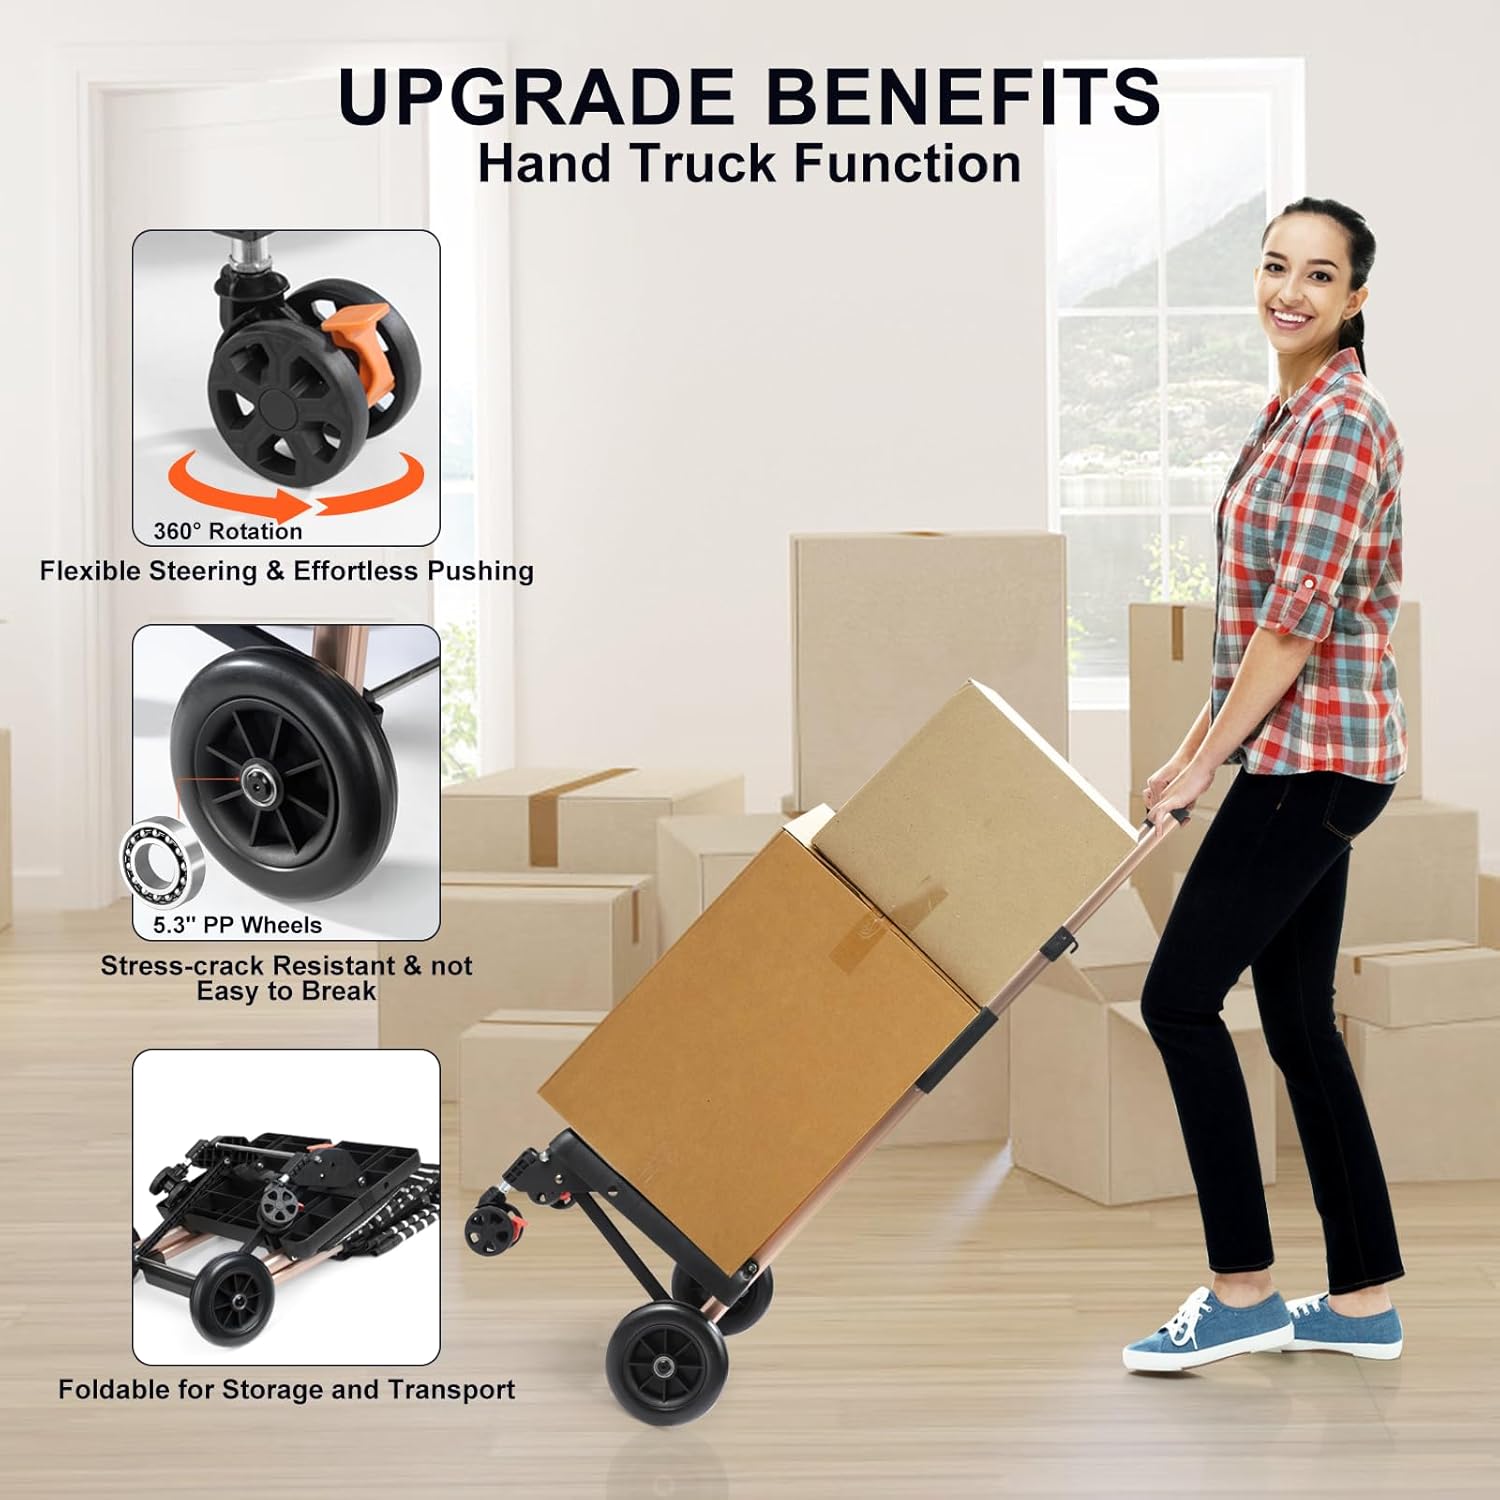 UPGRADE BENEFITS
Hand Truck Function
360° Rotation
Flexible Steering & Effortless Pushing
5.3" PP Wheels
Stress-crack Resistant & not
Easy to Break
Foldable for Storage and Transport